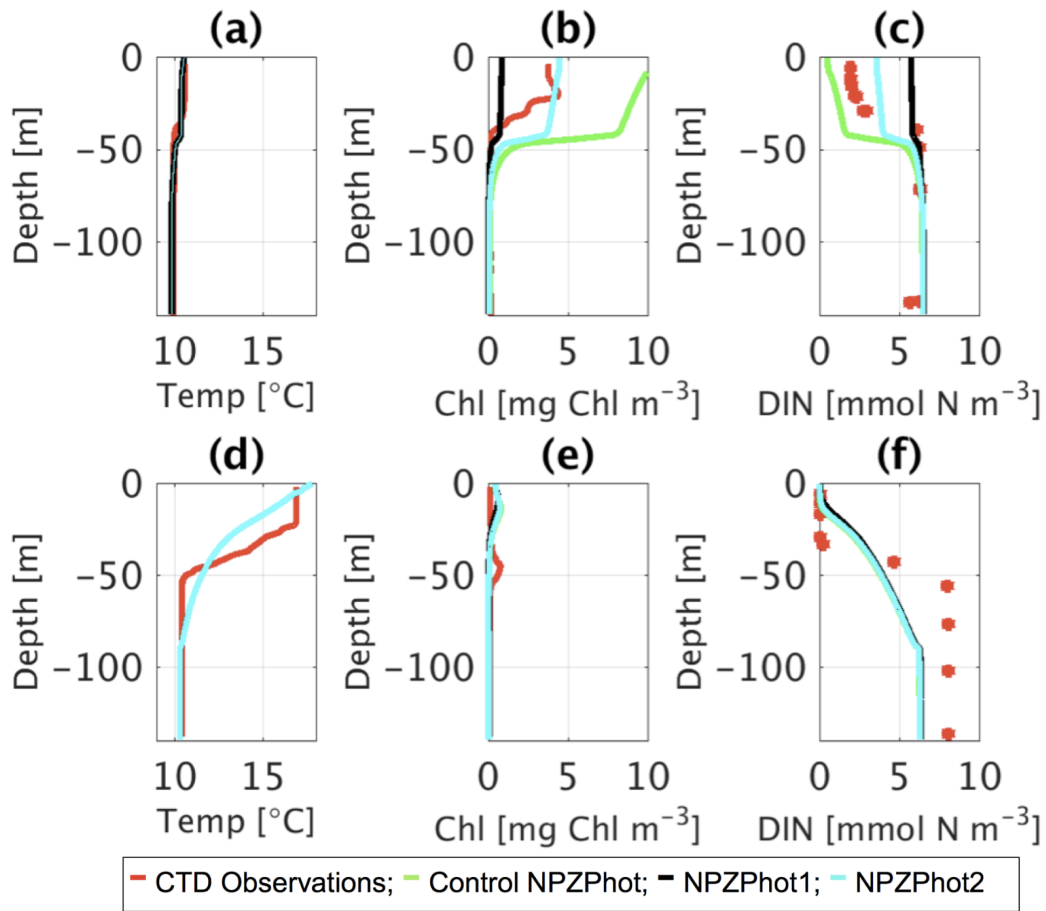 (a) (b) (c)
0 0 0
Depth [m] Depth [m] Depth [m]
−50 −50 −50
−100 −100 −100
10 15 0 5 10 0 5 10
Temp [°C] Chl [mg Chl m⁻³] DIN [mmol N m⁻³]
(d) (e) (f)
0 0 0
Depth [m] Depth [m] Depth [m]
−50 −50 −50
−100 −100 −100
10 15 0 5 10 0 5 10
Temp [°C] Chl [mg Chl m⁻³] DIN [mmol N m⁻³]
CTD Observations; Control NPZPhot; NPZPhot1; NPZPhot2